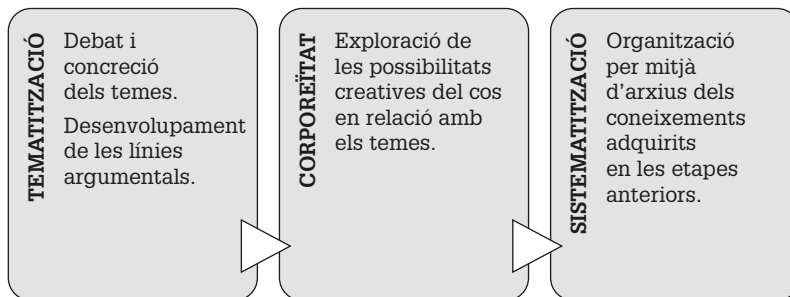 TEMATITZACIÓ
Debat i
concreció
dels temes.
Desenvolupament
de les línies
argumentals.
CORPOREÏTAT
Exploració de
les possibilitats
creatives del cos
en relació amb
els temes.
SISTEMATITZACIÓ
Organització
per mitjà
d’arxius dels
coneixements
adquirits
en les etapes
anteriors.